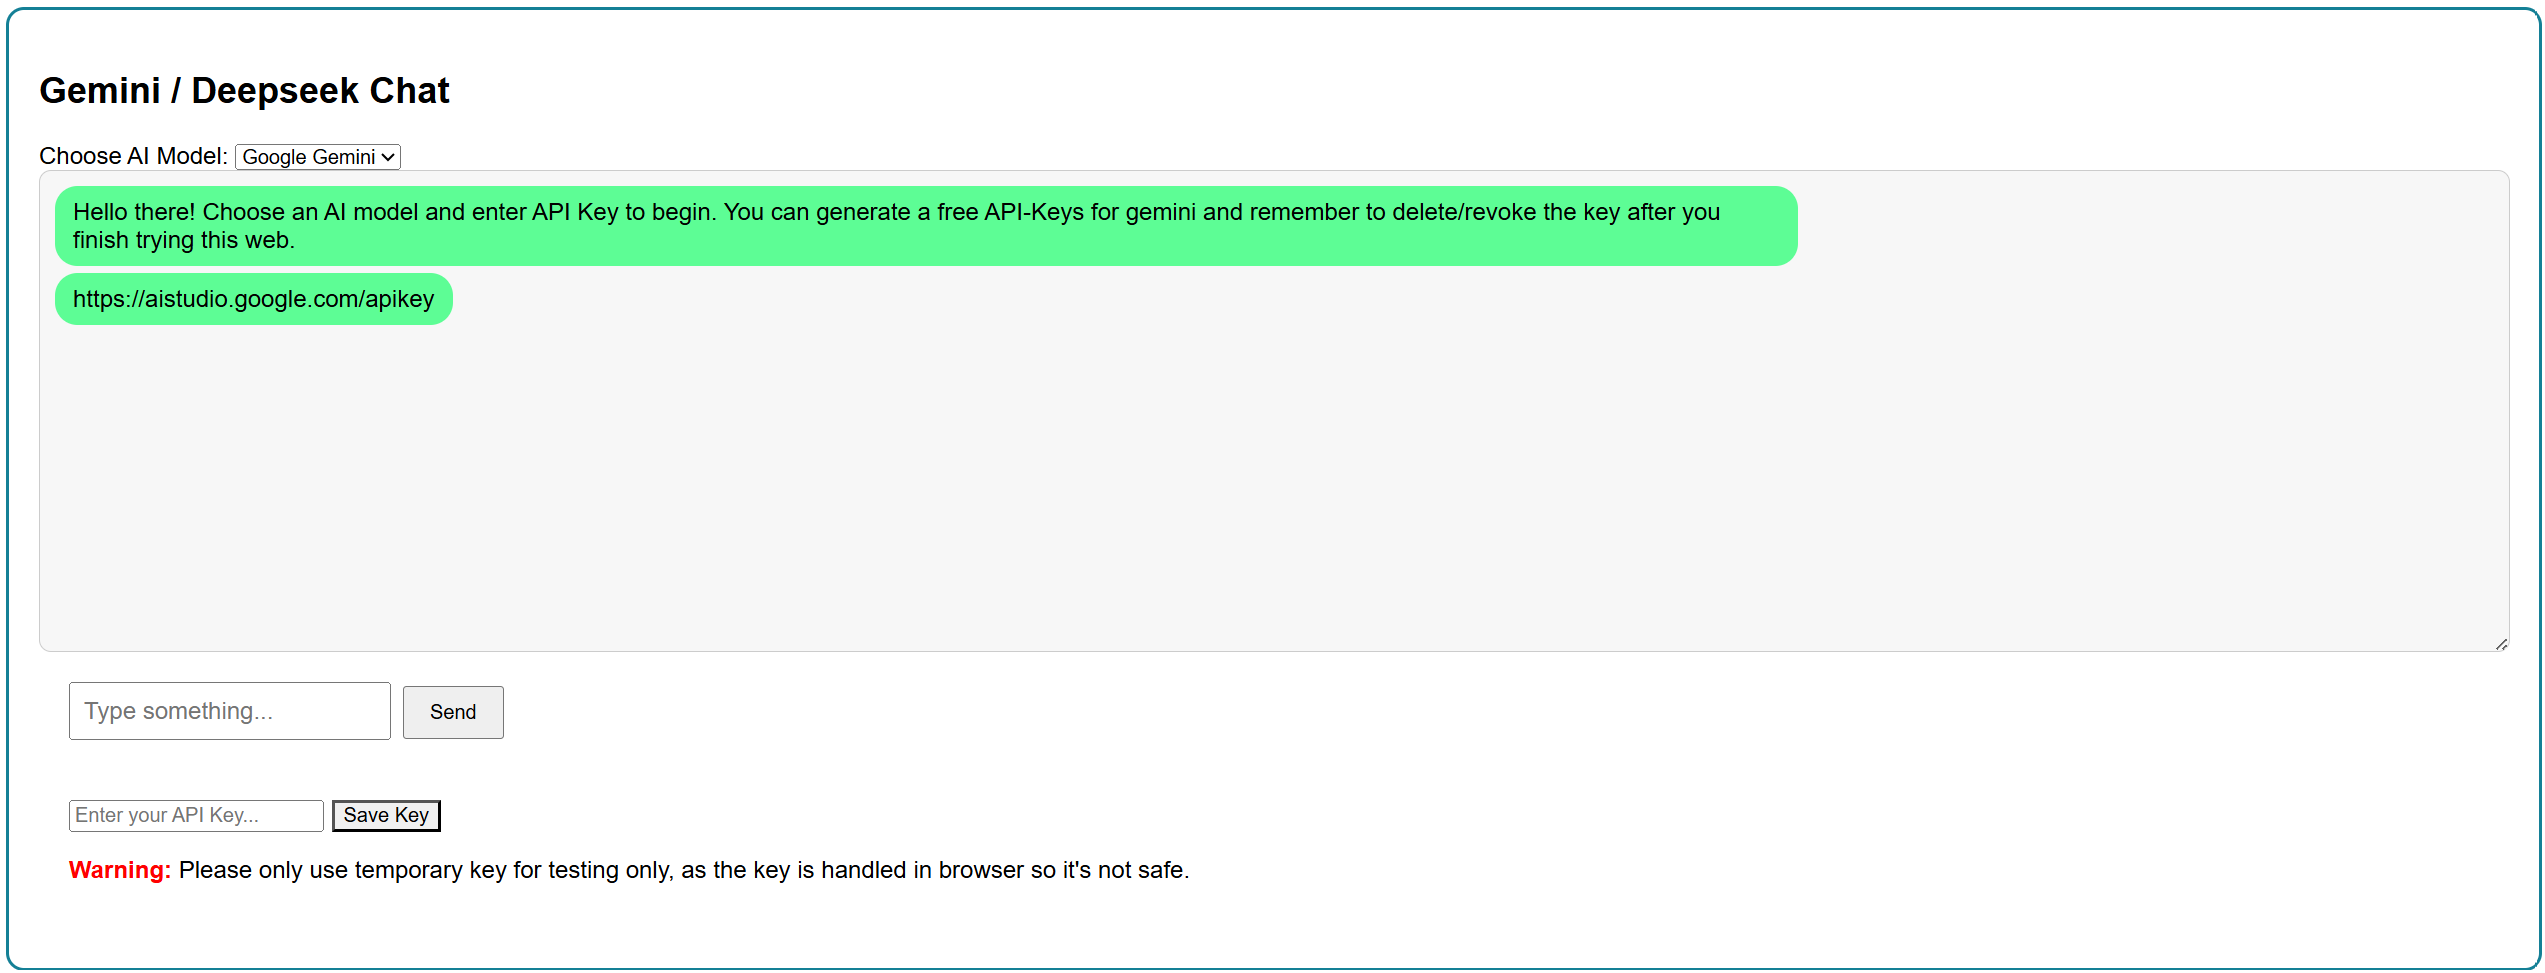 Gemini / Deepseek Chat
Choose AI Model: Google Gemini
Hello there! Choose an AI model and enter API Key to begin. You can generate a free API-Keys for gemini and remember to delete/revoke the key after you
finish trying this web.
https://aistudio.google.com/apikey
Type something... Send
Enter your API Key... Save Key
Warning: Please only use temporary key for testing only, as the key is handled in browser so it's not safe.